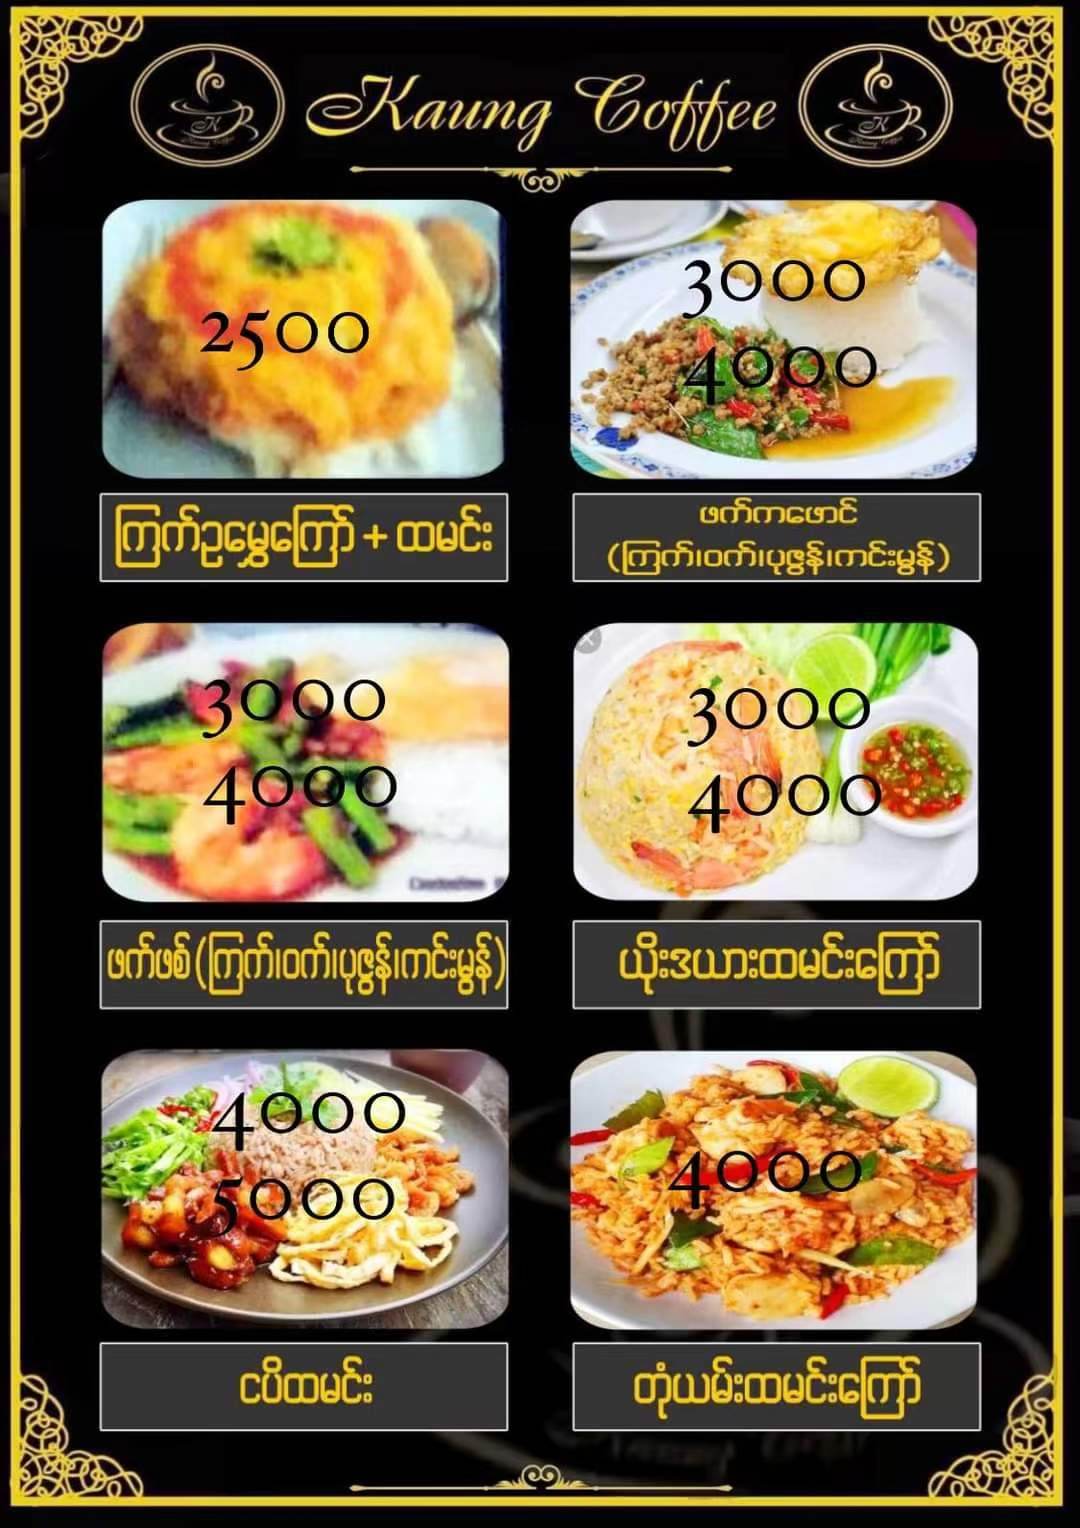 Kaung Coffee
2500
3000
4000
ကြက်ဥမွှေကြော် + ထမင်း
ဖက်ကဖောင်
(ကြက်၊ဝက်၊ပုဇွန်၊ကင်းမွန်)
3000
4000
3000
4000
ဖက်ဖစ်(ကြက်၊ဝက်၊ပုဇွန်၊ကင်းမွန်)
ယိုးဒယားထမင်းကြော်
4000
5000
4000
ငပိထမင်း
တုံယမ်းထမင်းကြော်